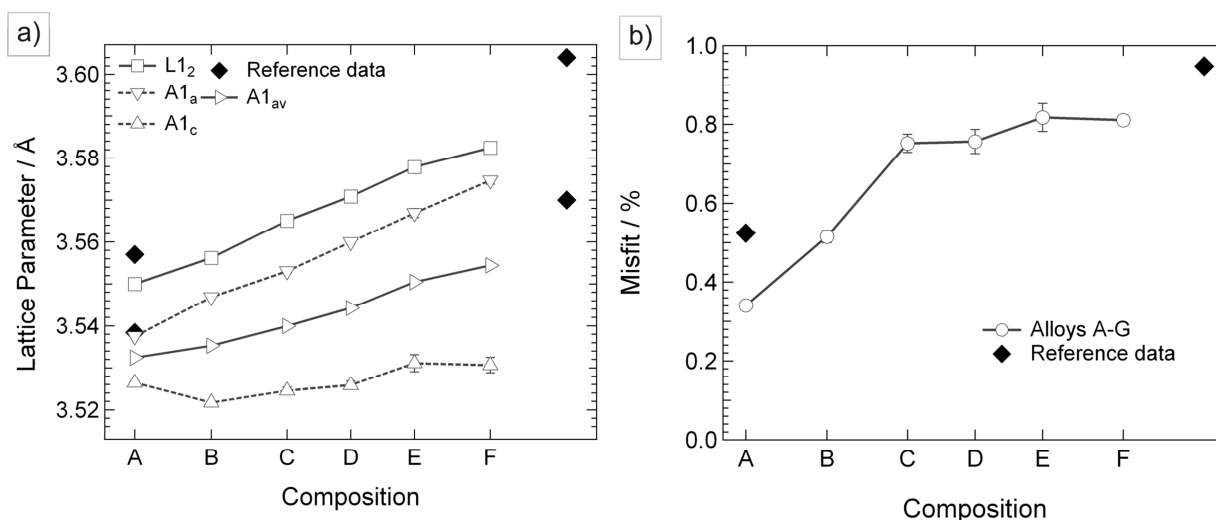 a)
L1₂
Reference data
A1ₐ
A1ₐᵥ
A1c
3.60
3.58
3.56
3.54
3.52
Lattice Parameter / Å
A B C D E F
Composition
b)
1.0
0.8
0.6
0.4
0.2
0.0
Misfit / %
Alloys A-G
Reference data
A B C D E F
Composition